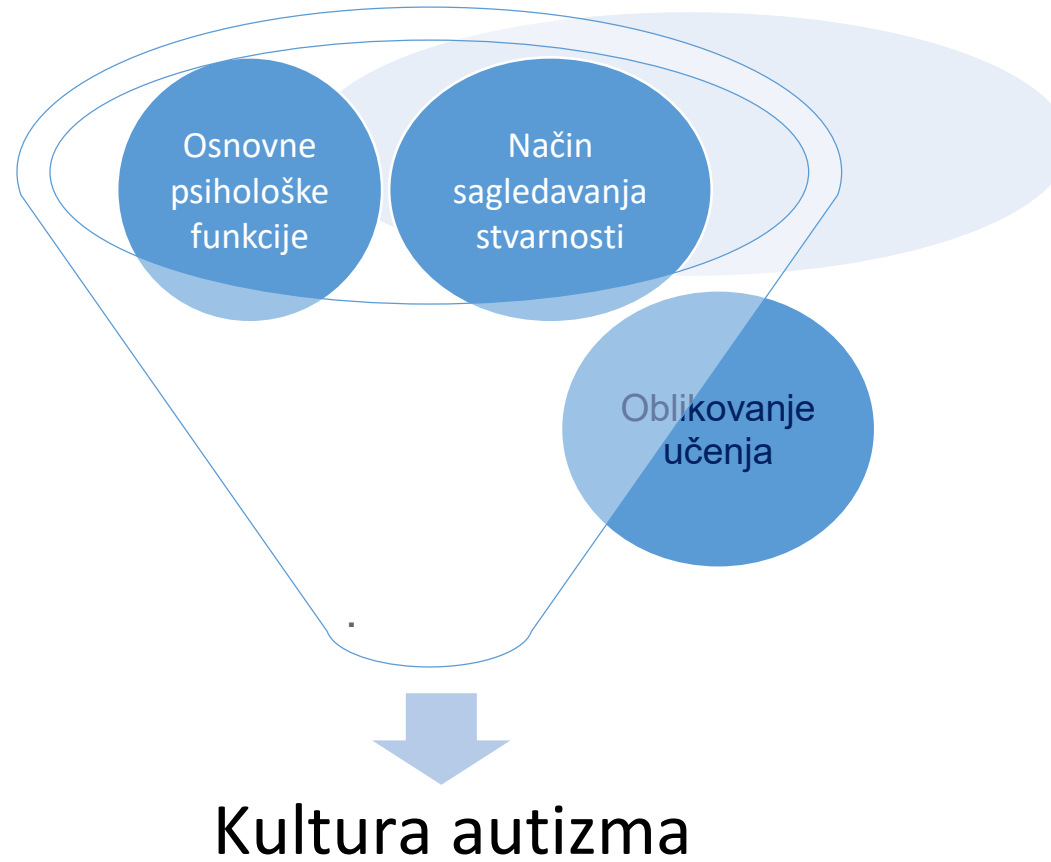 Osnovne
psihološke
funkcije
Način
sagledavanja
stvarnosti
Oblikovanje
učenja
.
Kultura autizma